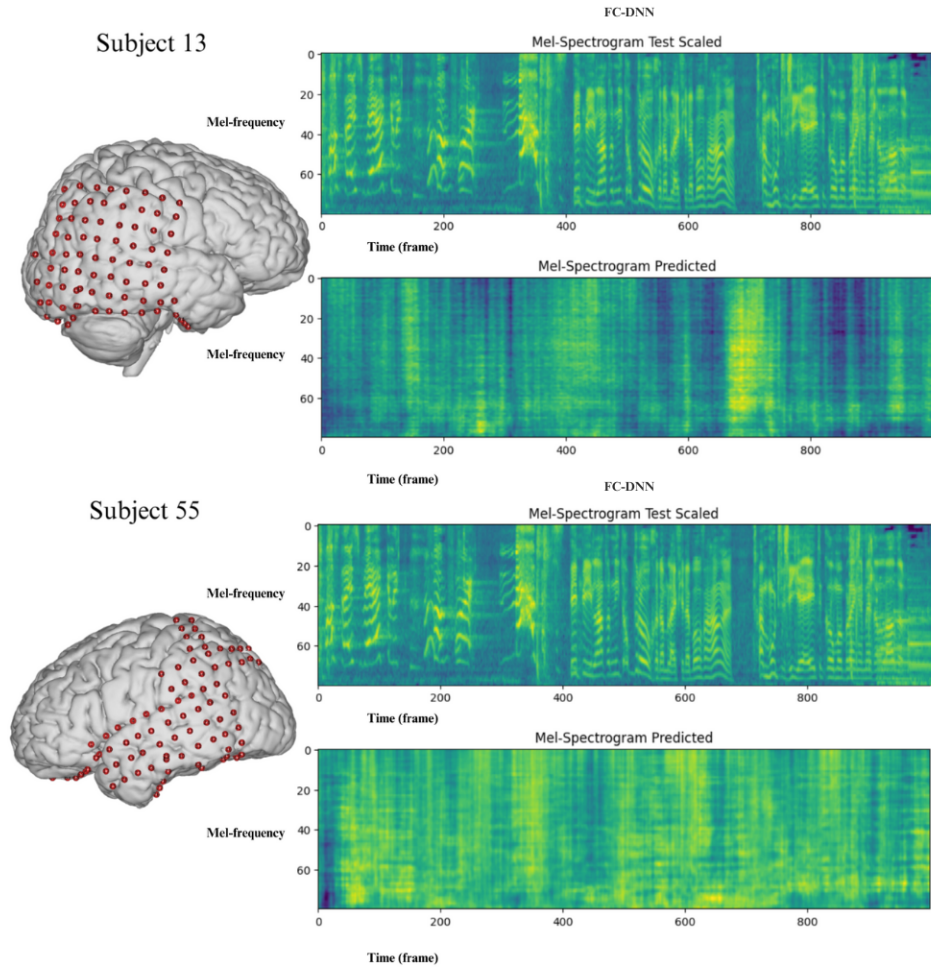 FC-DNN
Subject 13
Mel-Spectrogram Test Scaled
0
20
40
60
Mel-frequency
0 200 400 600 800
Time (frame)
Mel-Spectrogram Predicted
0
20
40
60
Mel-frequency
0 200 400 600 800
Time (frame)
FC-DNN
Subject 55
Mel-Spectrogram Test Scaled
0
20
40
60
Mel-frequency
0 200 400 600 800
Time (frame)
Mel-Spectrogram Predicted
0
20
40
60
Mel-frequency
0 200 400 600 800
Time (frame)